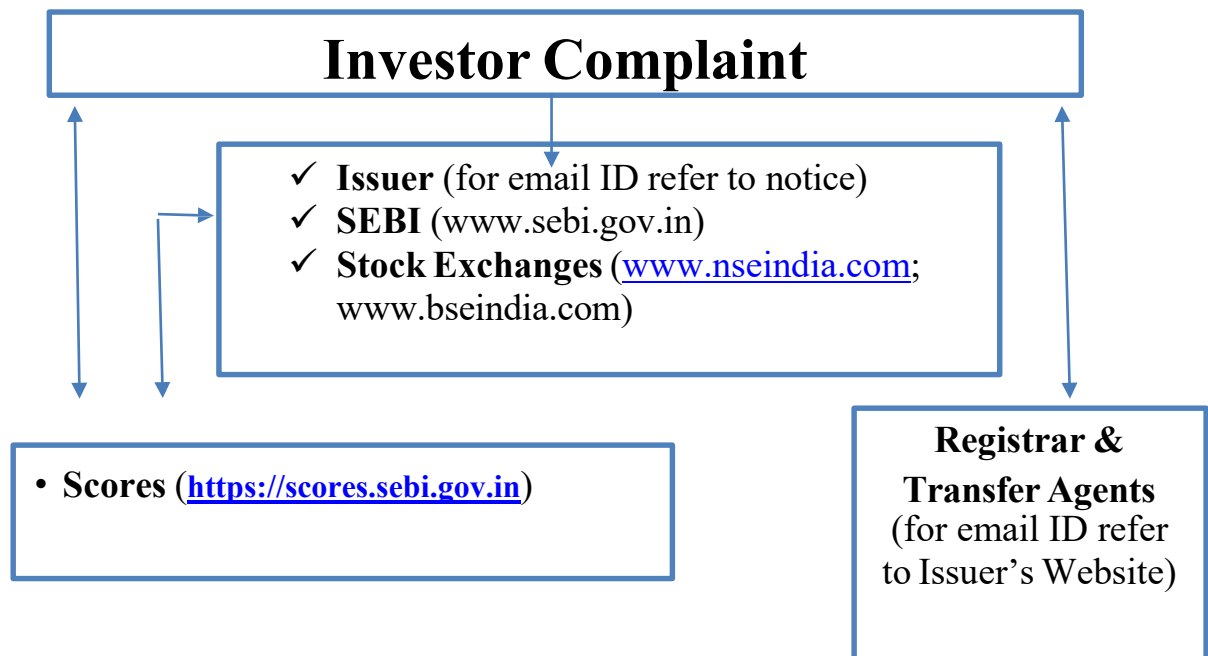 Investor Complaint
✓ Issuer (for email ID refer to notice)
✓ SEBI (www.sebi.gov.in)
✓ Stock Exchanges (www.nseindia.com;
www.bseindia.com)
• Scores (https://scores.sebi.gov.in)
Registrar &
Transfer Agents
(for email ID refer
to Issuer's Website)